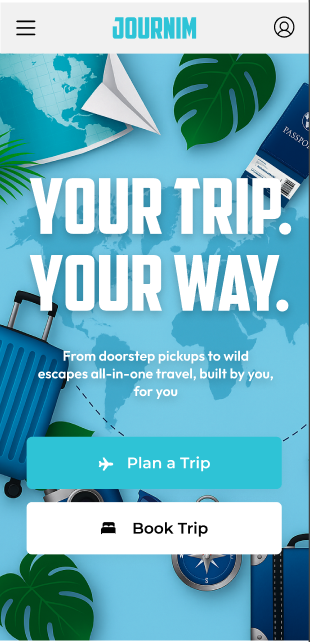 JOURNIM
PASSPO
YOUR TRIP.
YOUR WAY.
From doorstep pickups to wild
escapes all-in-one travel, built by you,
for you
Plan a Trip
Book Trip